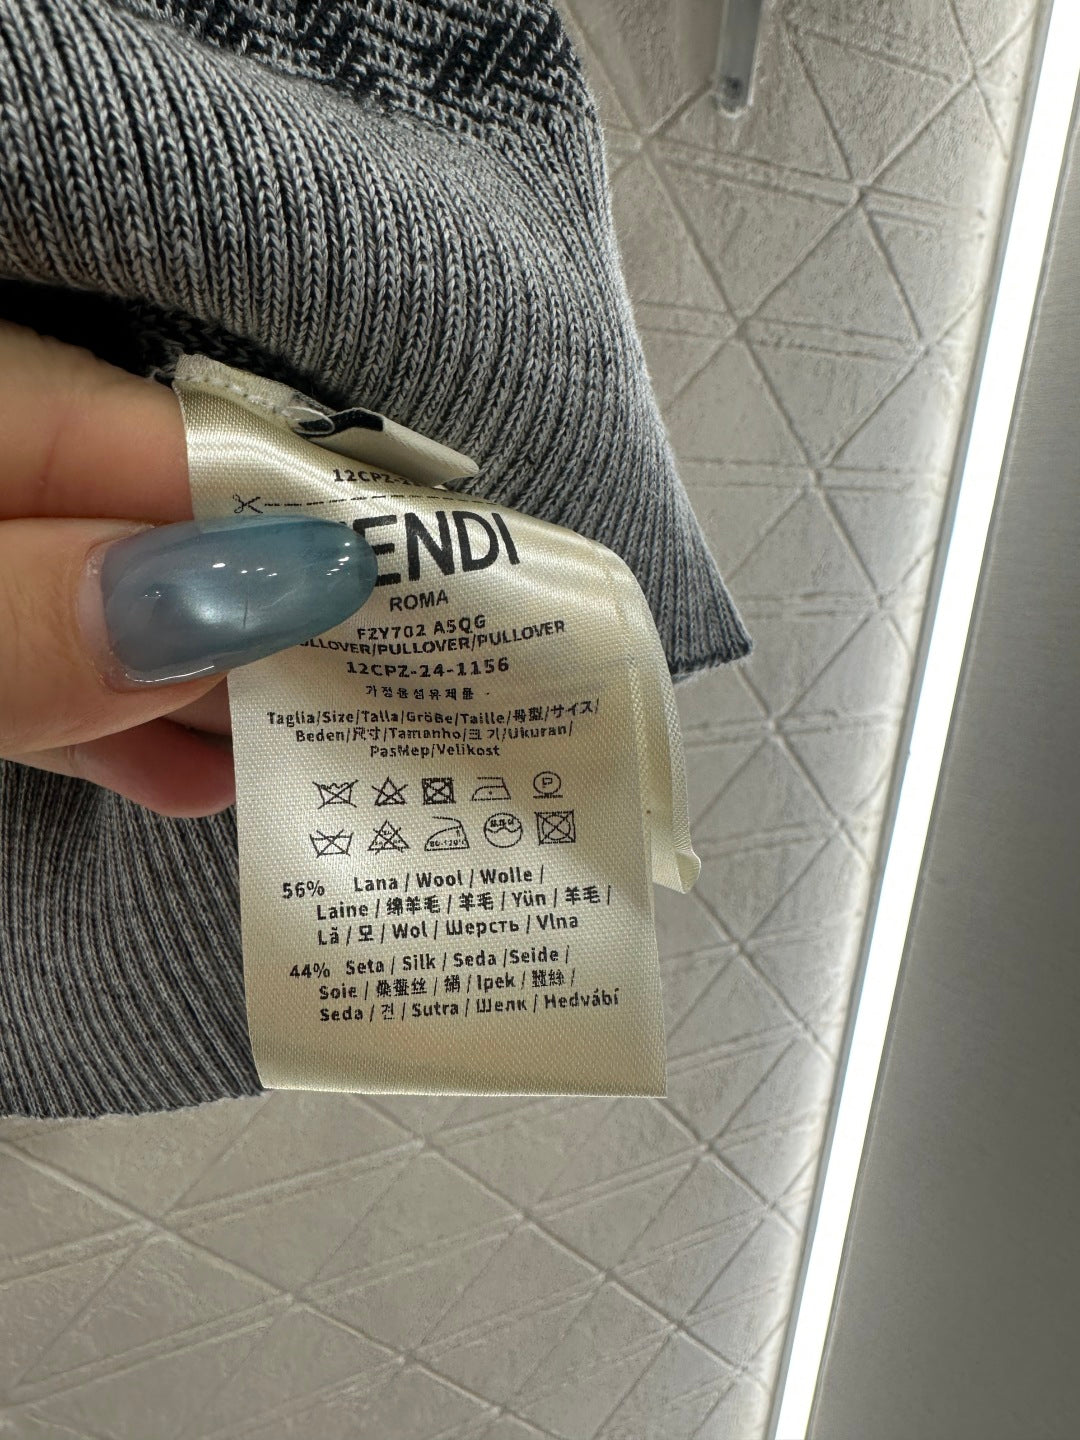 12CPZ-2
ENDI
ROMA
FZY702 A5QG
ULLOVER/PULLOVER/PULLOVER
12CPZ-24-1156
가정용섬유제품
Taglia/Size/Talla/Größe/Taille/号型/サイズ/
Beden/尺寸/Tamanho/크기/Ukuran/
PasMep/Velikost
P
56% Lana / Wool / Wolle /
Laine / 绵羊毛 / 羊毛 / Yün / 羊毛 /
Lã / 모 / Wol / Шерсть / Vlna
44% Seta / Silk / Seda /Seide /
Soie / 桑蚕丝 / 絹 / Ipek / 蠶絲 /
Seda / 견 / Sutra / Шелк / Hedvábí